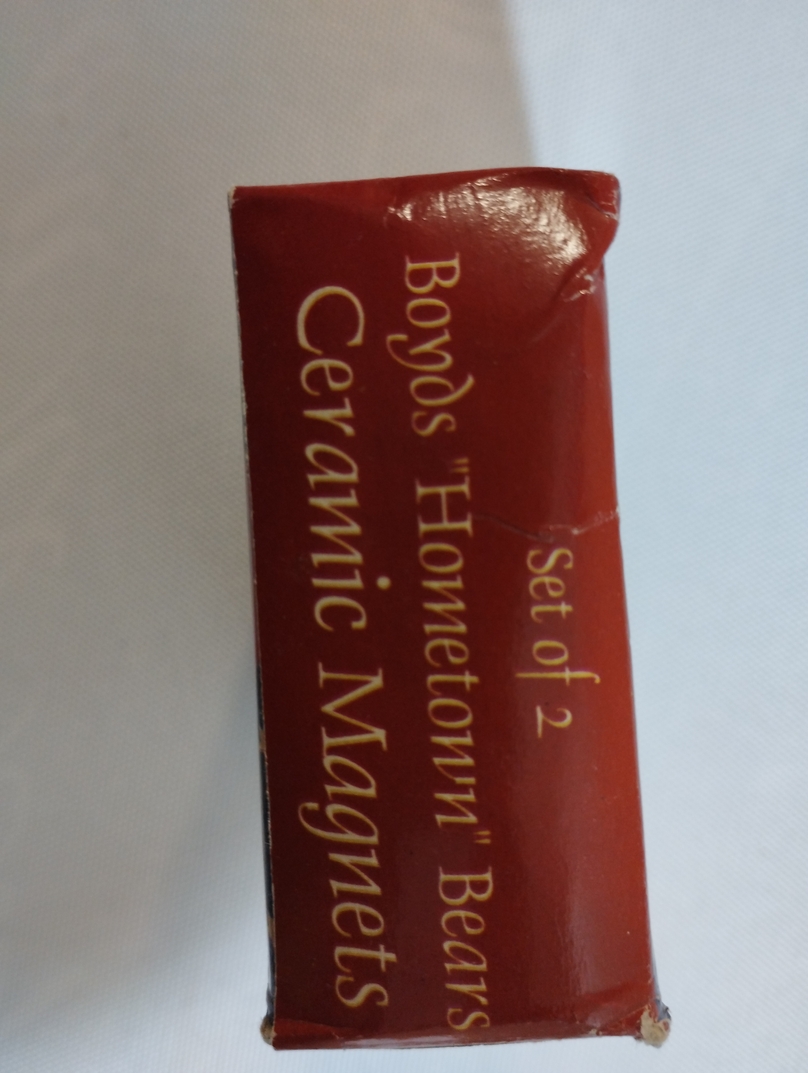 Set of 2
Boyds "Hometown" Bears
Ceramic Magnets